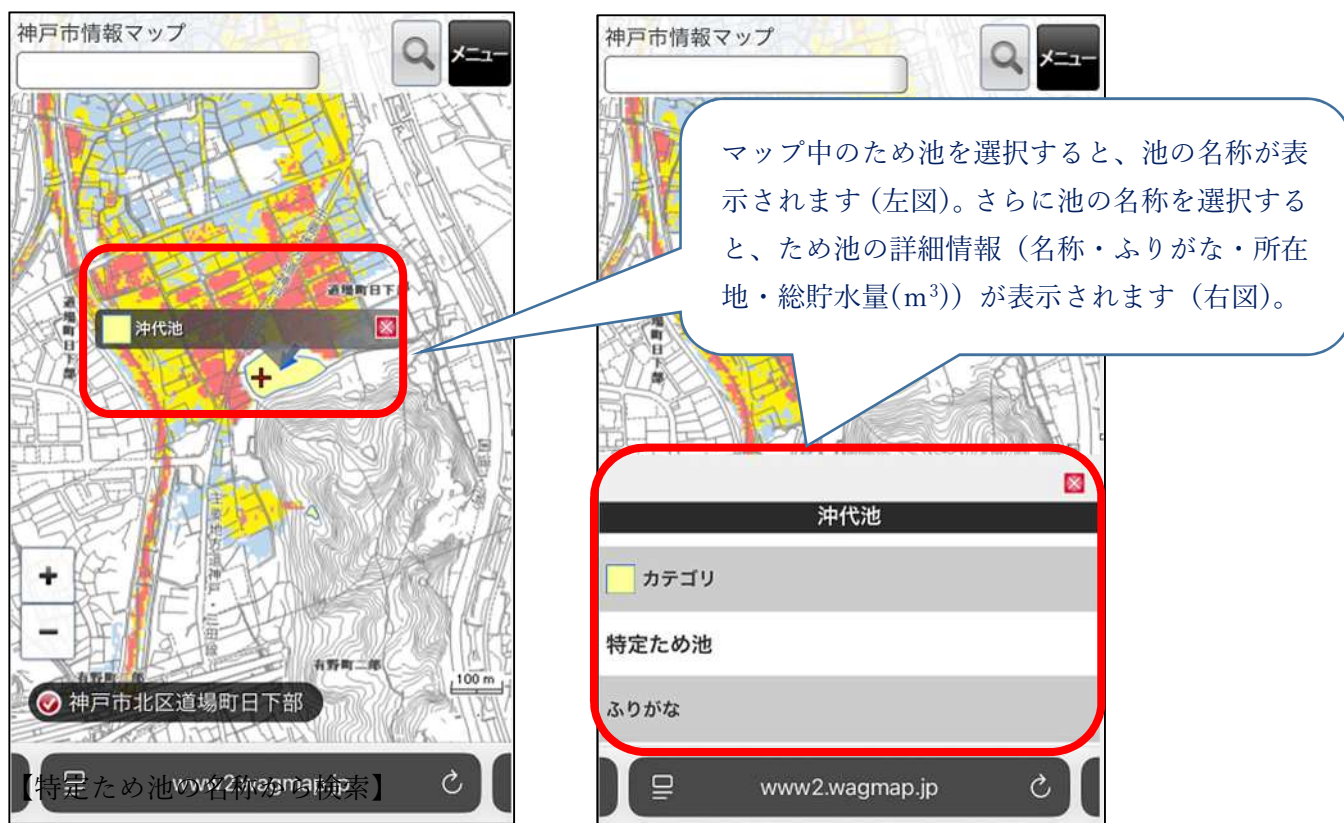 神戸市情報マップ
メニュー
道場町日下部
道場町日下部
沖代池
主要地方道神戸・三田線
有野町二郎
100 m
神戸市北区道場町日下部
www2.wagmap.jp
【特定ため池の名称から検索】
神戸市情報マップ
メニュー
マップ中のため池を選択すると、池の名称が表
示されます(左図)。さらに池の名称を選択する
と、ため池の詳細情報（名称・ふりがな・所在
地・総貯水量(m³)）が表示されます（右図）。
沖代池
カテゴリ
特定ため池
ふりがな
www2.wagmap.jp